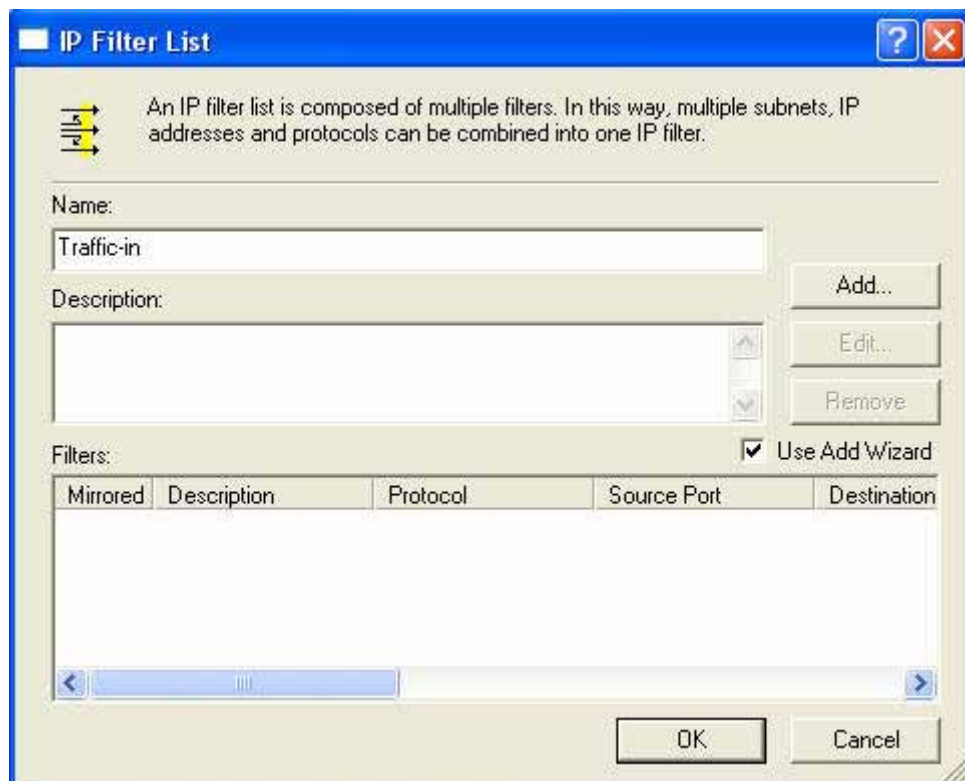 IP Filter List
An IP filter list is composed of multiple filters. In this way, multiple subnets, IP
addresses and protocols can be combined into one IP filter.
Name:
Traffic-in
Add...
Description:
Edit...
Remove
Filters:
Use Add Wizard
Mirrored Description Protocol Source Port Destination
OK Cancel